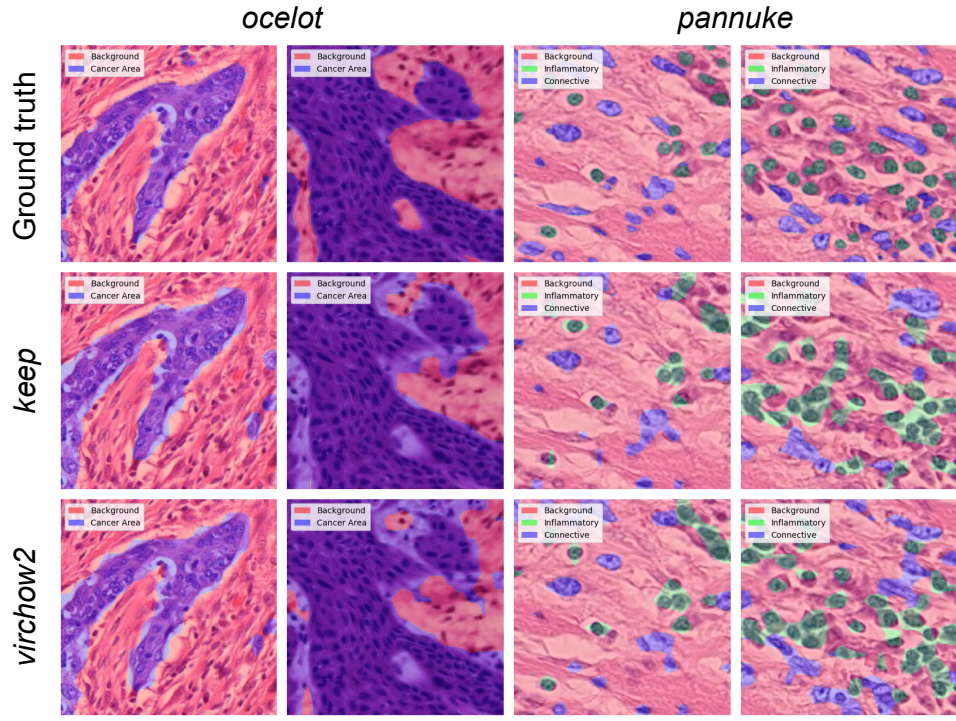 ocelot
pannuke
Ground truth
Background
Cancer Area
Background
Cancer Area
Background
Inflammatory
Connective
Background
Inflammatory
Connective
keep
Background
Cancer Area
Background
Cancer Area
Background
Inflammatory
Connective
Background
Inflammatory
Connective
virchow2
Background
Cancer Area
Background
Cancer Area
Background
Inflammatory
Connective
Background
Inflammatory
Connective